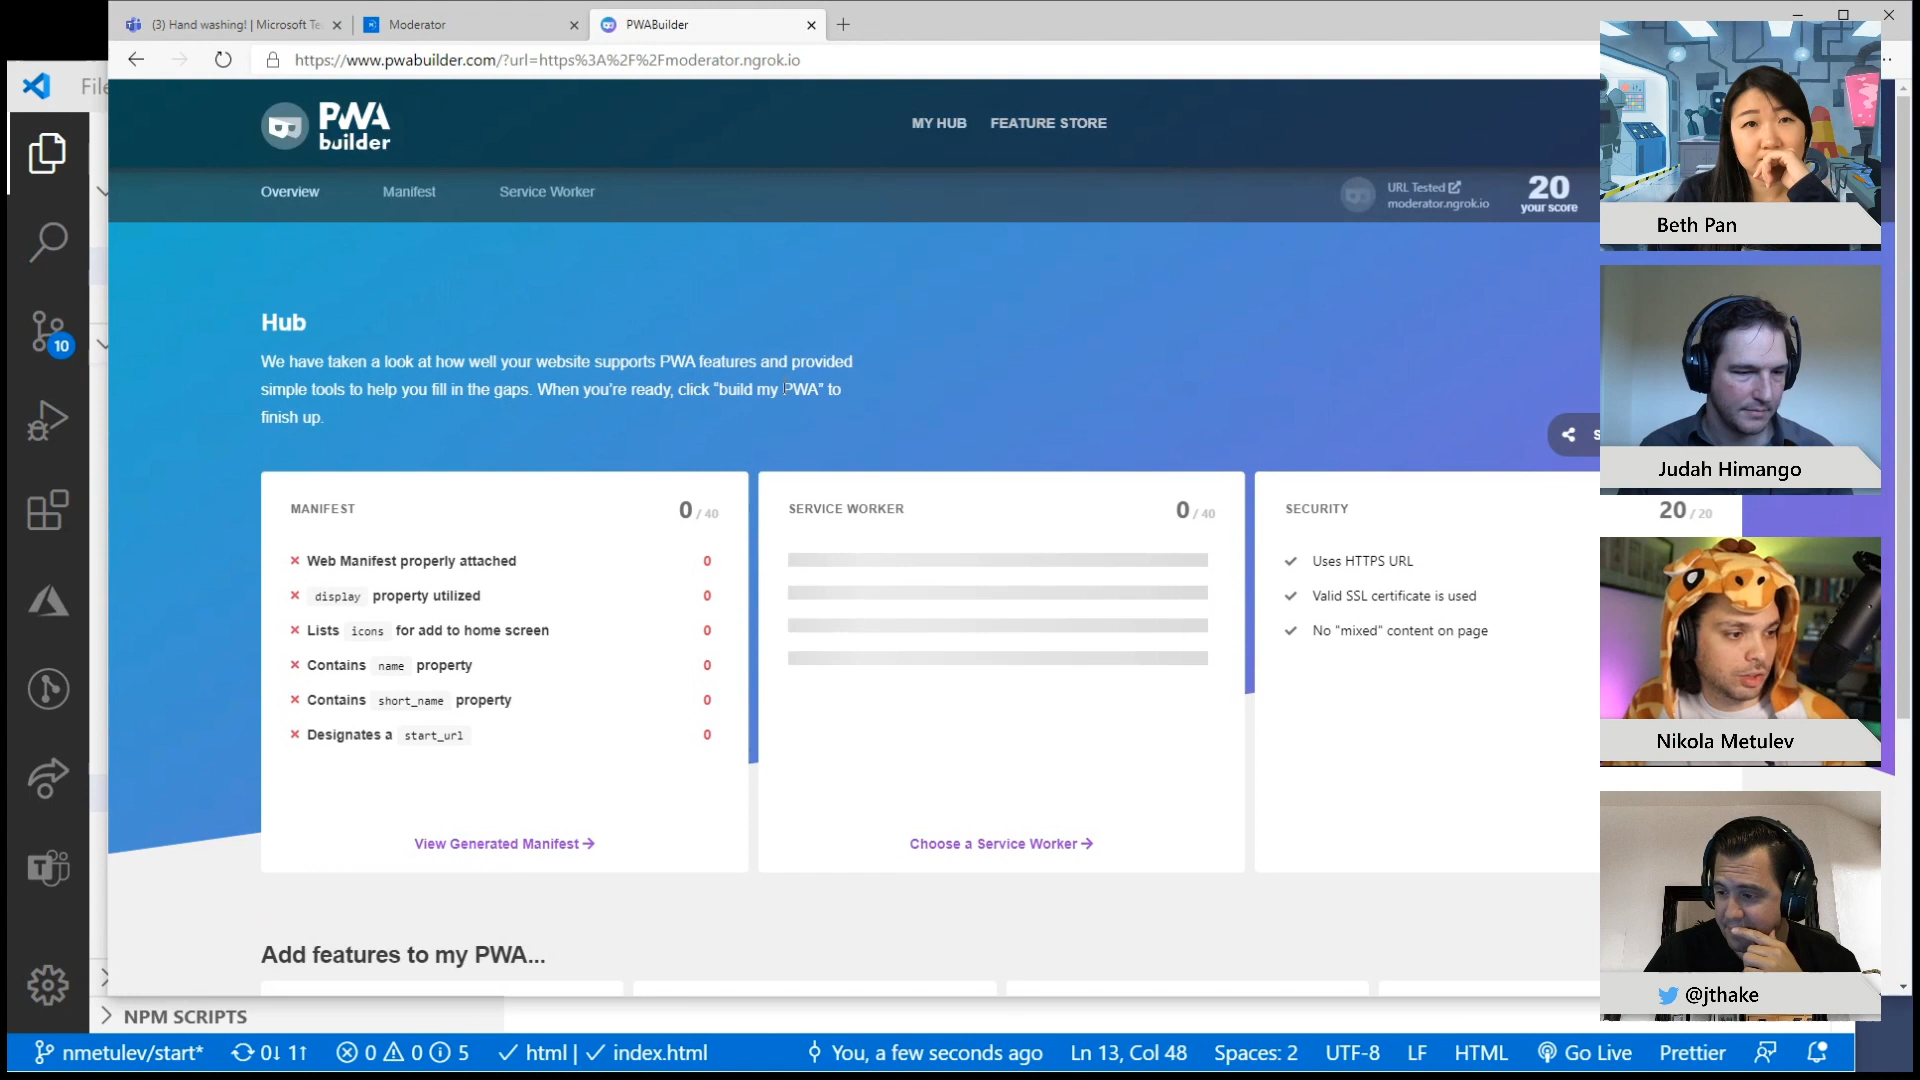 (3) Hand washing! | Microsoft Te
Moderator
PWABuilder
https://www.pwabuilder.com/?url=https%3A%2F%2Fmoderator.ngrok.io
File
PWA
builder
MY HUB
FEATURE STORE
Overview
Manifest
Service Worker
URL Tested
moderator.ngrok.io
20
your score
Beth Pan
Hub
We have taken a look at how well your website supports PWA features and provided
simple tools to help you fill in the gaps. When you're ready, click “build my PWA” to
finish up.
10
S
Judah Himango
MANIFEST
0 / 40
Web Manifest properly attached 0
display property utilized 0
Lists icons for add to home screen 0
Contains name property 0
Contains short_name property 0
Designates a start_url 0
View Generated Manifest
SERVICE WORKER
0 / 40
Choose a Service Worker
SECURITY
20 / 20
Uses HTTPS URL
Valid SSL certificate is used
No "mixed" content on page
Nikola Metulev
Add features to my PWA...
@jthake
NPM SCRIPTS
nmetulev/start* 0↓ 1↑ 0 0 5 html | index.html You, a few seconds ago Ln 13, Col 48 Spaces: 2 UTF-8 LF HTML Go Live Prettier